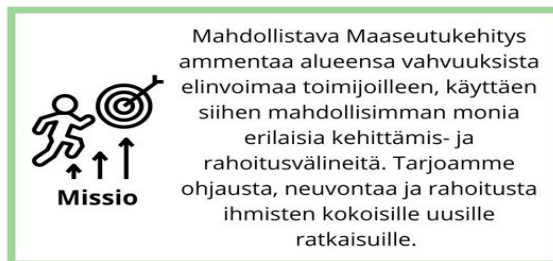 Mahdollistava Maaseutukehitys
ammentaa alueensa vahvuuksista
elinvoimaa toimijoilleen, käyttäen
siihen mahdollisimman monia
erilaisia kehittämis- ja
rahoitusvälineitä. Tarjoamme
ohjausta, neuvontaa ja rahoitusta
ihmisten kokoisille uusille
ratkaisuille.
Missio